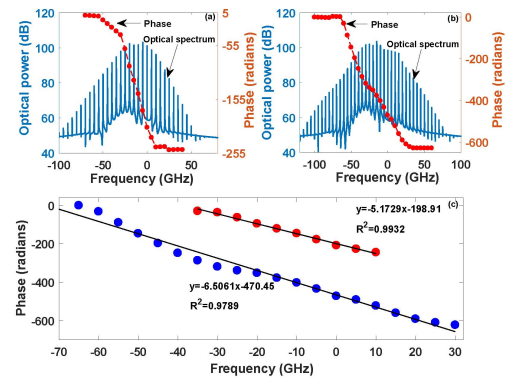 (a)
Phase
Optical spectrum
Optical power (dB)
120
100
80
60
40
5
-55
-155
-255
Phase (radians)
-100
-50
0
50
Frequency (GHz)
(b)
Phase
Optical spectrum
Optical power (dB)
120
100
80
60
40
0
-200
-400
-600
Phase (radians)
-100
-50
0
50
100
Frequency (GHz)
(c)
y=-5.1729x-198.91
R²=0.9932
y=-6.5061x-470.45
R²=0.9789
Phase (radians)
0
-200
-400
-600
-70
-60
-50
-40
-30
-20
-10
0
10
20
30
Frequency (GHz)